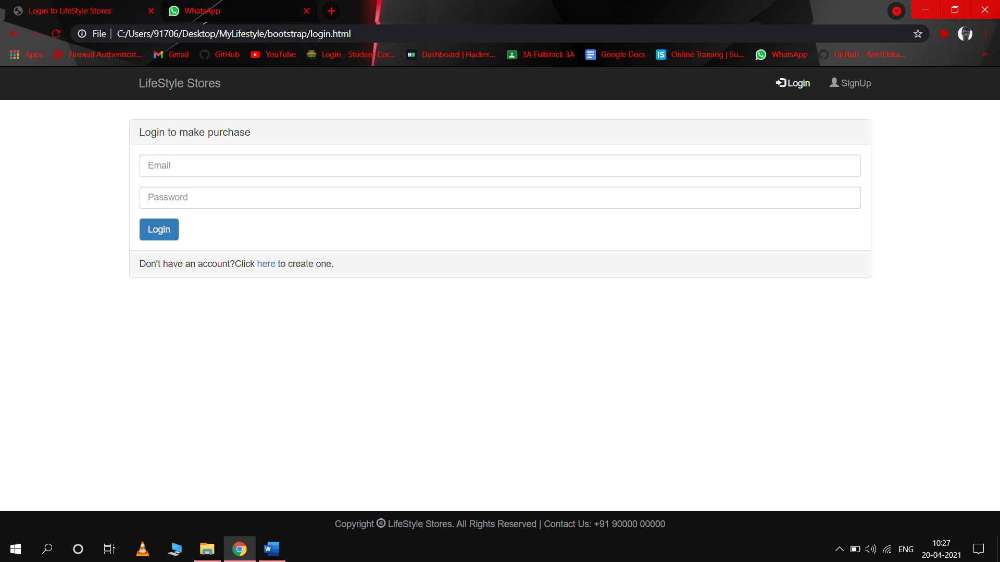 Login to LifeStyle Stores
WhatsApp
File | C:/Users/91706/Desktop/MyLifestyle/bootstrap/login.html
Apps Firewall Authenticat... Gmail GitHub YouTube Login - Student Cor... Dashboard | Hacker... 3A Fullstack 3A Google Docs Online Training | Su... WhatsApp GitHub - AmitDeka... »
LifeStyle Stores Login SignUp
Login to make purchase
Email
Password
Login
Don't have an account?Click here to create one.
Copyright © LifeStyle Stores. All Rights Reserved | Contact Us: +91 90000 00000
ENG
10:27
20-04-2021